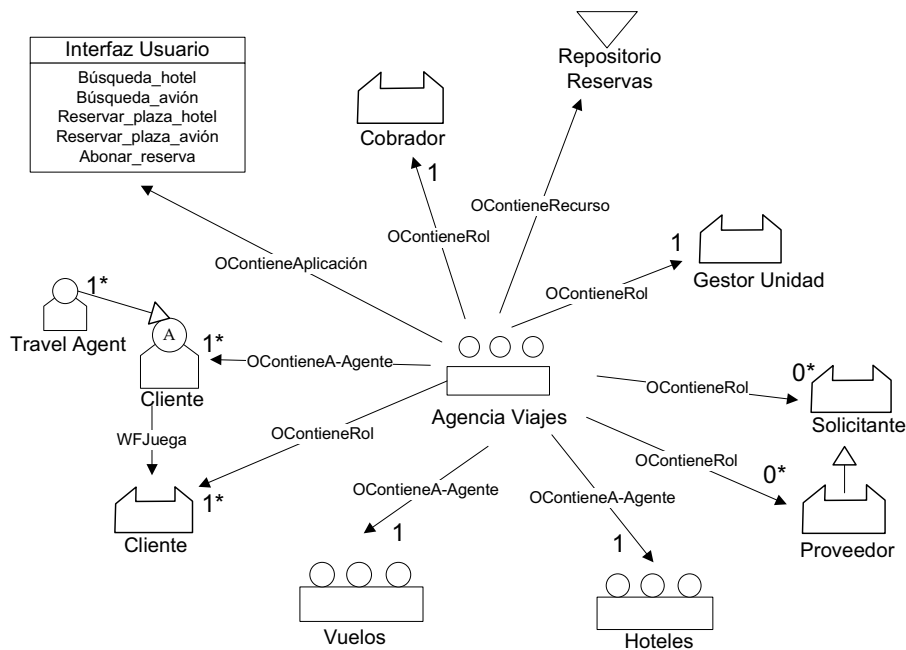 Interfaz Usuario
Búsqueda_hotel
Búsqueda_avión
Reservar_plaza_hotel
Reservar_plaza_avión
Abonar_reserva
Repositorio
Reservas
Cobrador
1
OContieneRecurso
OContieneRol
1
Gestor Unidad
OContieneAplicación
OContieneRol
1*
Travel Agent
A
1*
OContieneA-Agente
Cliente
Agencia Viajes
OContieneRol
0*
Solicitante
WFJuega
OContieneRol
OContieneRol
0*
1*
Cliente
OContieneA-Agente
OContieneA-Agente
1
1
Proveedor
Vuelos
Hoteles